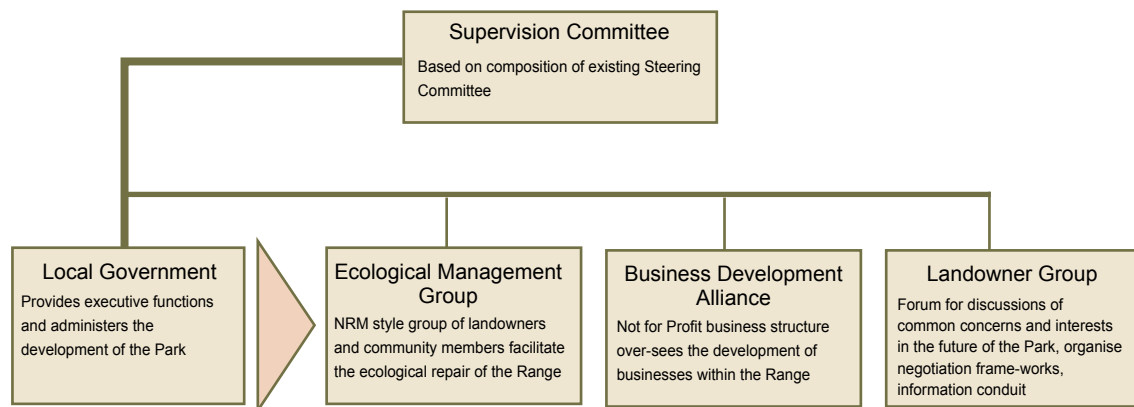 Supervision Committee
Based on composition of existing Steering
Committee
Local Government
Provides executive functions
and administers the
development of the Park
Ecological Management
Group
NRM style group of landowners
and community members facilitate
the ecological repair of the Range
Business Development
Alliance
Not for Profit business structure
over-sees the development of
businesses within the Range
Landowner Group
Forum for discussions of
common concerns and interests
in the future of the Park, organise
negotiation frame-works,
information conduit